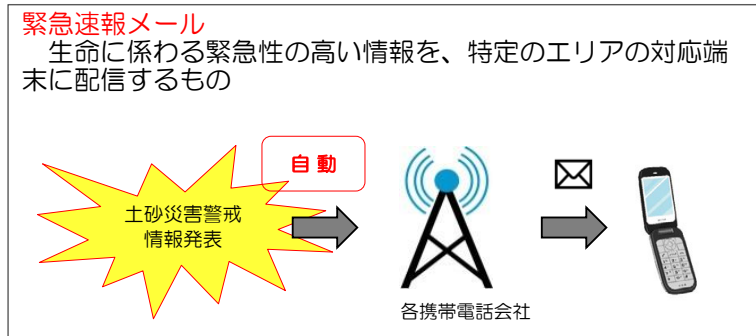 緊急速報メール
　生命に係わる緊急性の高い情報を、特定のエリアの対応端
末に配信するもの
自 動
土砂災害警戒
情報発表
各携帯電話会社